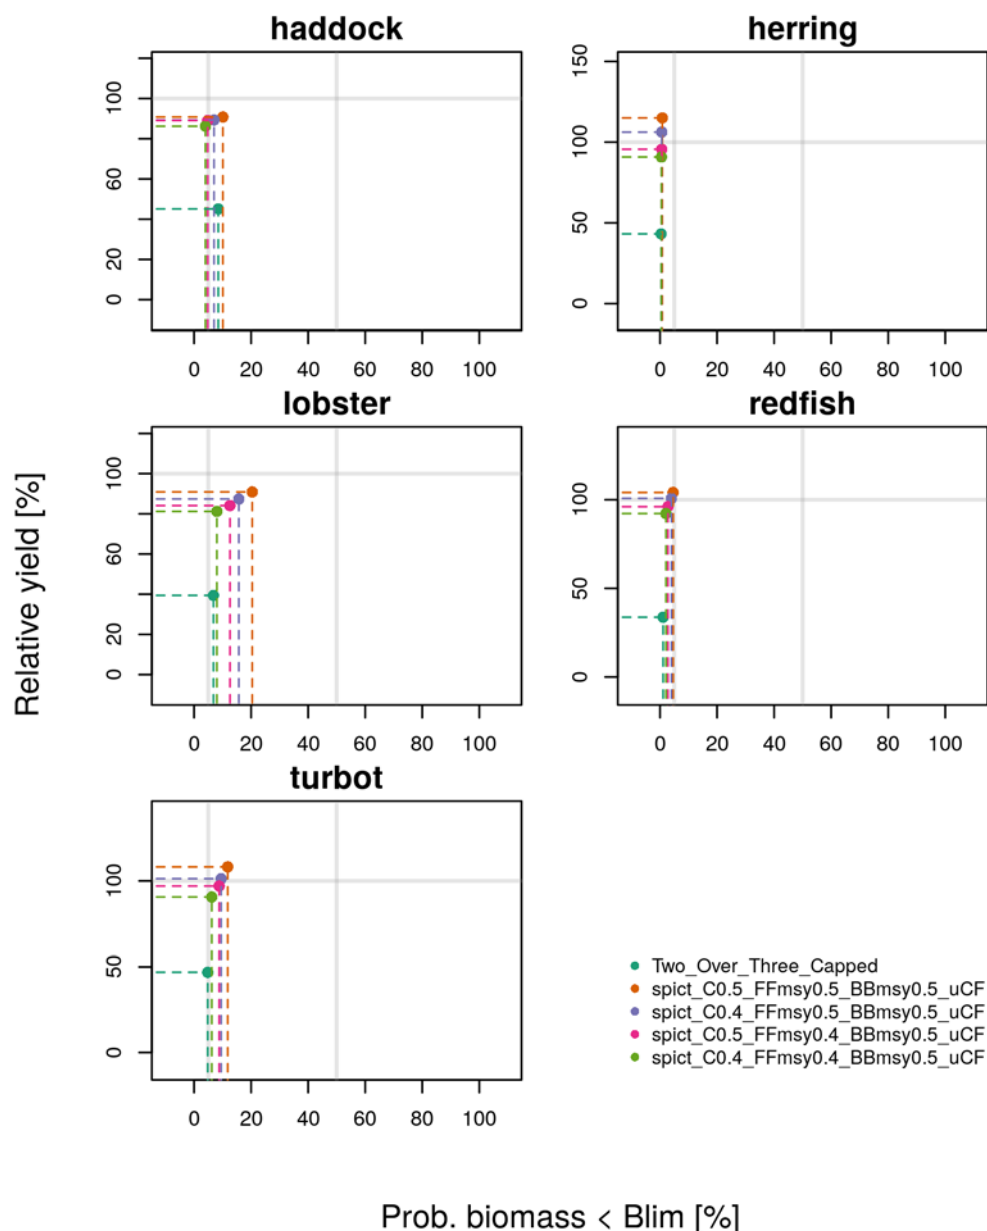 haddock
herring
100
60
20
0
0 20 40 60 80 100
150
100
50
0
0 20 40 60 80 100
lobster
redfish
100
60
20
0
0 20 40 60 80 100
100
50
0
0 20 40 60 80 100
turbot
100
50
0
0 20 40 60 80 100
Two_Over_Three_Capped
spict_C0.5_FFmsy0.5_BBmsy0.5_uCF
spict_C0.4_FFmsy0.5_BBmsy0.5_uCF
spict_C0.5_FFmsy0.4_BBmsy0.5_uCF
spict_C0.4_FFmsy0.4_BBmsy0.5_uCF
Relative yield [%]
Prob. biomass < Blim [%]